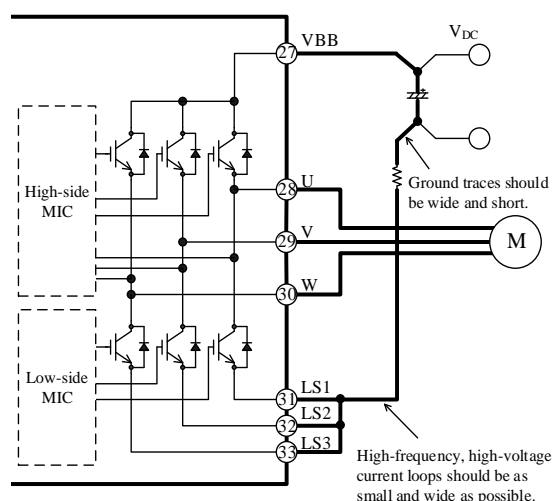 27
VBB
VDC
High-side
MIC
28
U
Ground traces should
be wide and short.
29
V
M
30
W
Low-side
MIC
31
LS1
32
LS2
33
LS3
High-frequency, high-voltage
current loops should be as
small and wide as possible.